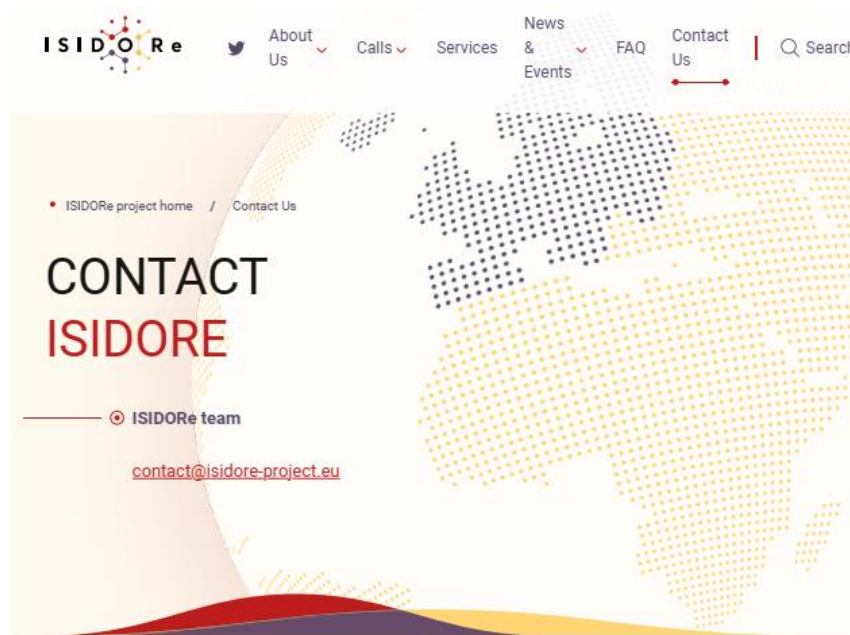 ISIDORe
About Us
Calls
Services
News & Events
FAQ
Contact Us
Search
ISIDORe project home / Contact Us
CONTACT
ISIDORE
ISIDORe team
contact@isidore-project.eu